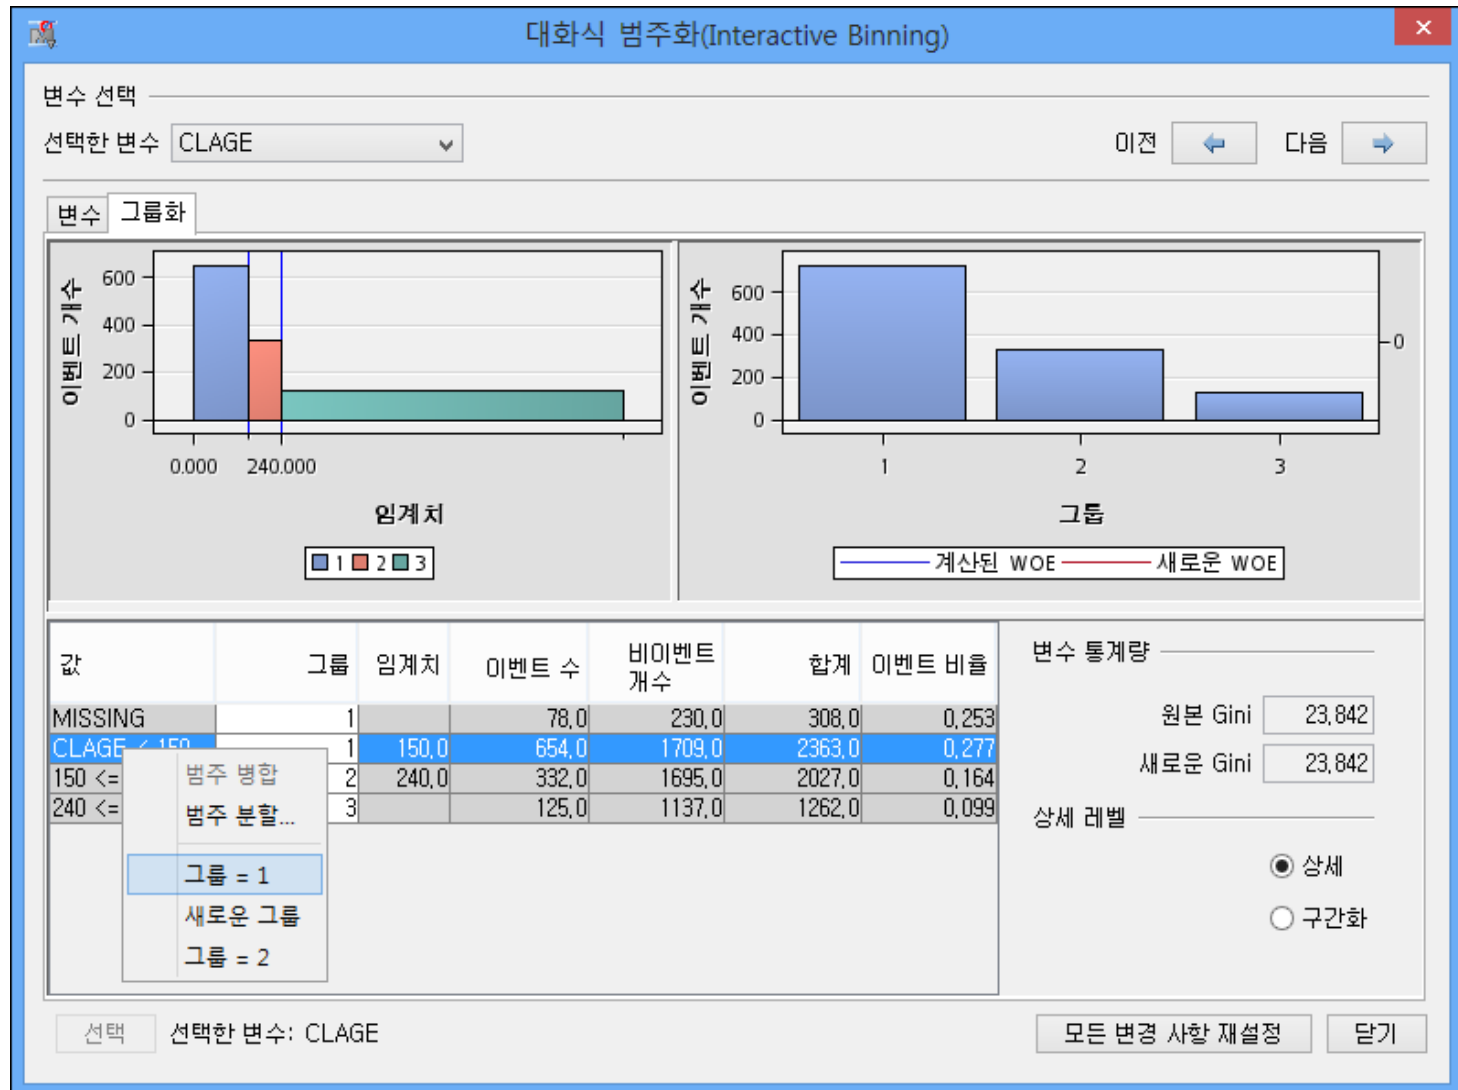 대화식 범주화(Interactive Binning)
변수 선택
선택한 변수 CLAGE 이전 다음
변수 그룹화
이벤트 개수
600
400
200
0
0.000 240.000
임계치
1 2 3
이벤트 개수
600
400
200
0
0
1 2 3
그룹
계산된 WOE 새로운 WOE
값 그룹 임계치 이벤트 수 비이벤트 개수 합계 이벤트 비율
MISSING 1 78,0 230,0 308,0 0,253
CLAGE < 150 1 150,0 654,0 1709,0 2363,0 0,277
150 <= 2 240,0 332,0 1695,0 2027,0 0,164
240 <= 3 125,0 1137,0 1262,0 0,099
범주 병합
범주 분할...
그룹 = 1
새로운 그룹
그룹 = 2
변수 통계량
원본 Gini 23,842
새로운 Gini 23,842
상세 레벨
상세
구간화
선택 선택한 변수: CLAGE 모든 변경 사항 재설정 닫기